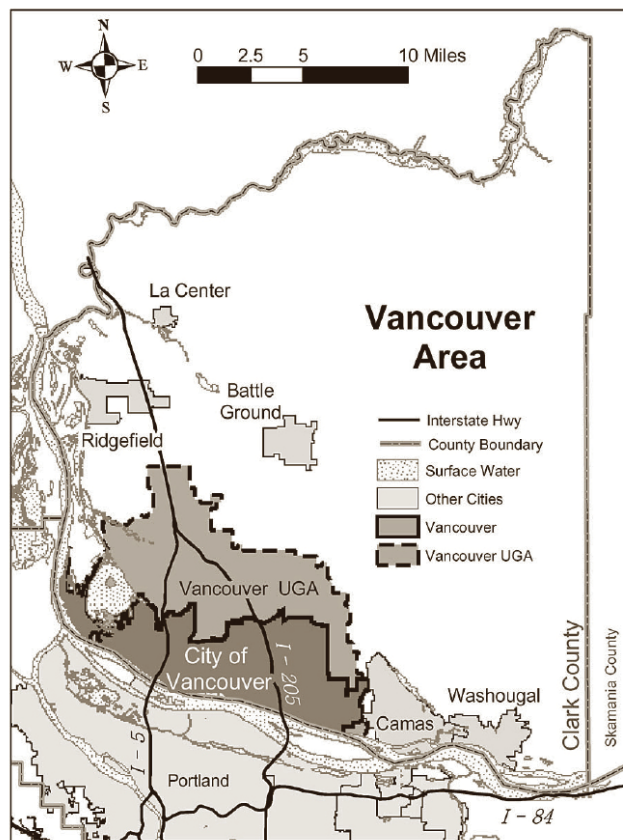 N
W E
S
0 2.5 5 10 Miles
La Center
Vancouver
Area
Battle
Ground
Ridgefield
Interstate Hwy
County Boundary
Surface Water
Other Cities
Vancouver
Vancouver UGA
Vancouver UGA
City of
Vancouver
I - 205
Camas
Washougal
Clark County
Skamania County
I - 5
Portland
I - 84